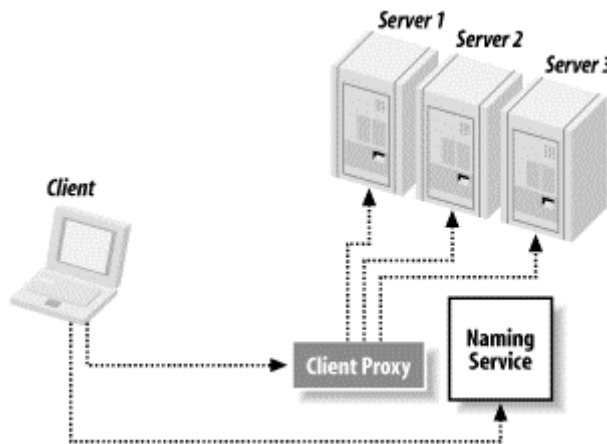 Server 1
Server 2
Server 3
Client
Client Proxy
Naming
Service